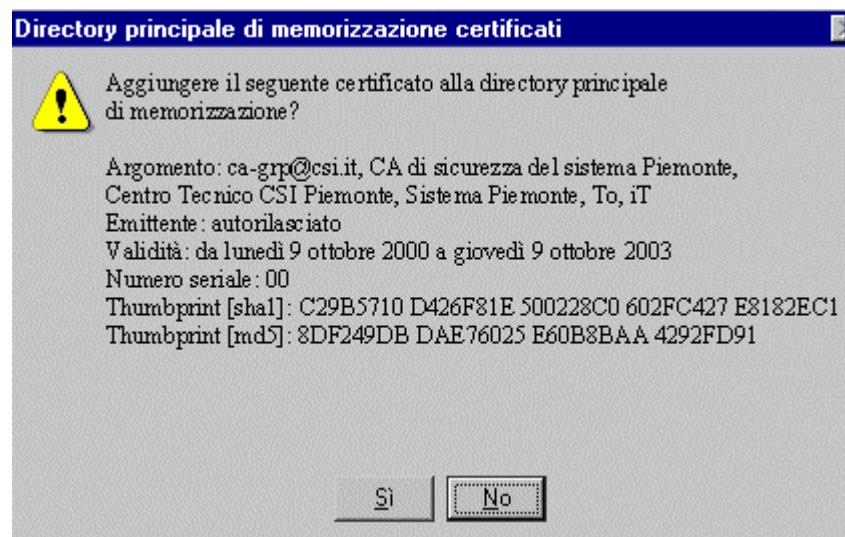 Directory principale di memorizzazione certificati
Aggiungere il seguente certificato alla directory principale
di memorizzazione?
Argomento: ca-grp@csi.it, CA di sicurezza del sistema Piemonte,
Centro Tecnico CSI Piemonte, Sistema Piemonte, To, iT
Emittente: autorilasciato
Validità: da lunedì 9 ottobre 2000 a giovedì 9 ottobre 2003
Numero seriale: 00
Thumbprint [sha1]: C29B5710 D426F81E 500228C0 602FC427 E8182EC1
Thumbprint [md5]: 8DF249DB DAE76025 E60B8BAA 4292FD91
Sì No